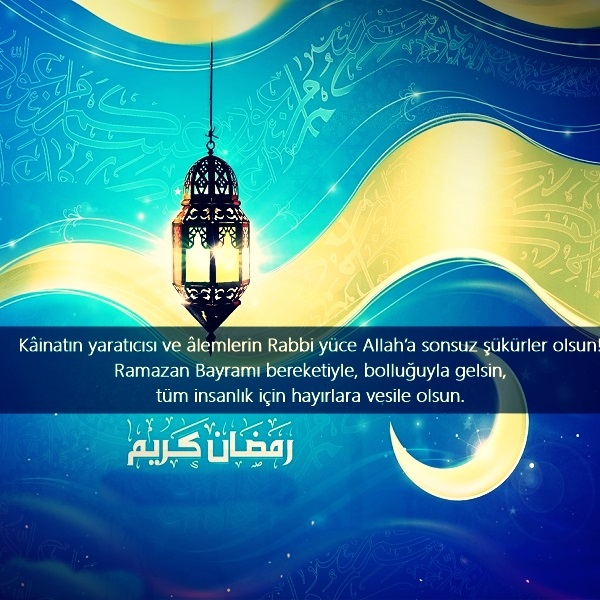 Kâinatın yaratıcısı ve âlemlerin Rabbi yüce Allah'a sonsuz şükürler olsun!
Ramazan Bayramı bereketiyle, bolluğuyla gelsin,
tüm insanlık için hayırlara vesile olsun.
رمضان كريم